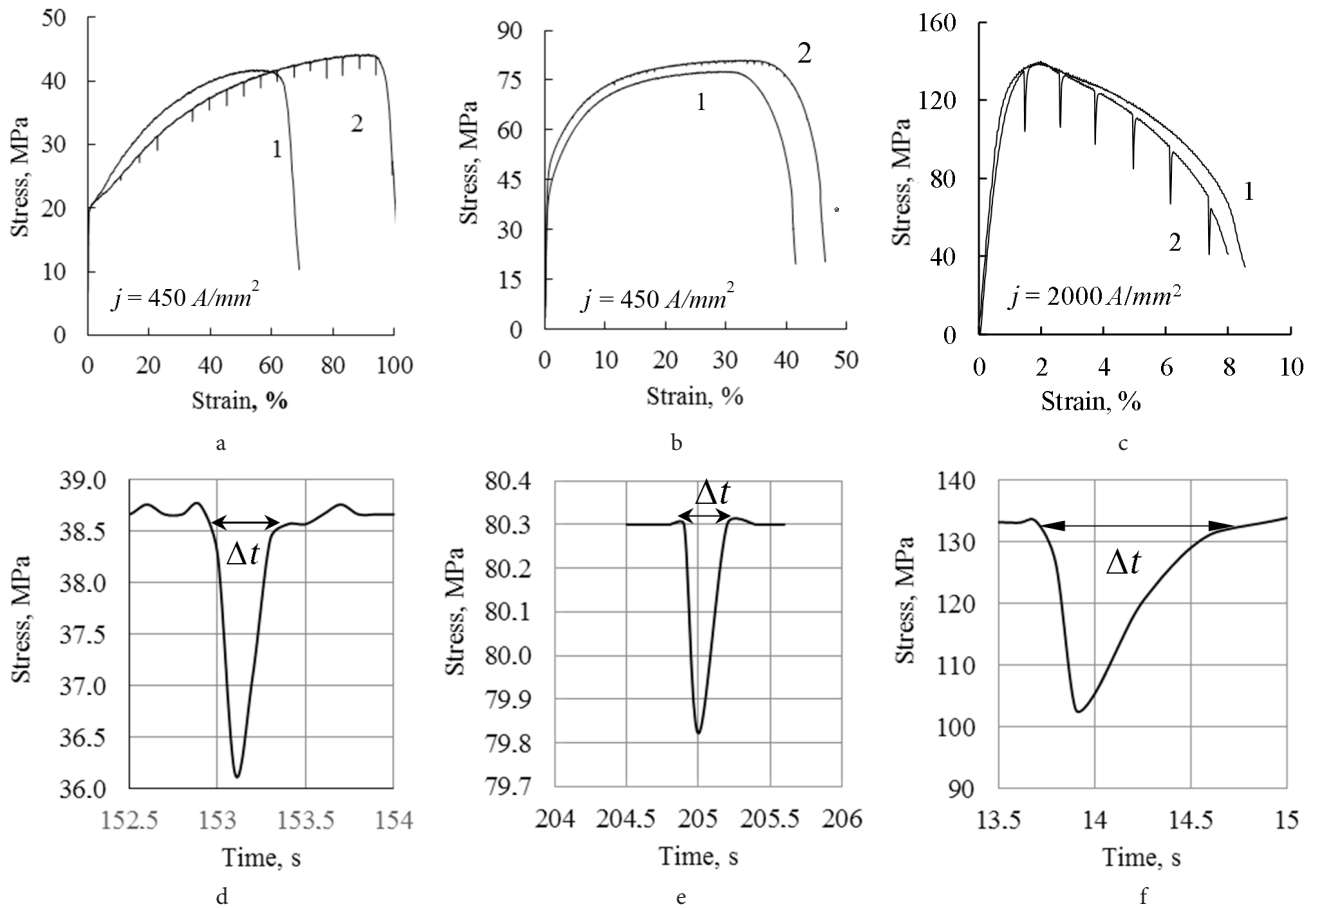 50
40
30
20
10
0
Stress, MPa
1
2
j = 450 A/mm2
0 20 40 60 80 100
Strain, %
a
90
75
60
45
30
15
0
Stress, MPa
1
2
j = 450 A/mm2
0 10 20 30 40 50
Strain, %
b
160
120
80
40
0
Stress, MPa
1
2
j = 2000 A/mm2
0 2 4 6 8 10
Strain, %
c
39.0
38.5
38.0
37.5
37.0
36.5
36.0
Stress, MPa
Δt
152.5 153 153.5 154
Time, s
d
80.4
80.3
80.2
80.1
80.0
79.9
79.8
79.7
Stress, MPa
Δt
204 204.5 205 205.5 206
Time, s
e
140
130
120
110
100
90
Stress, MPa
Δt
13.5 14 14.5 15
Time, s
f